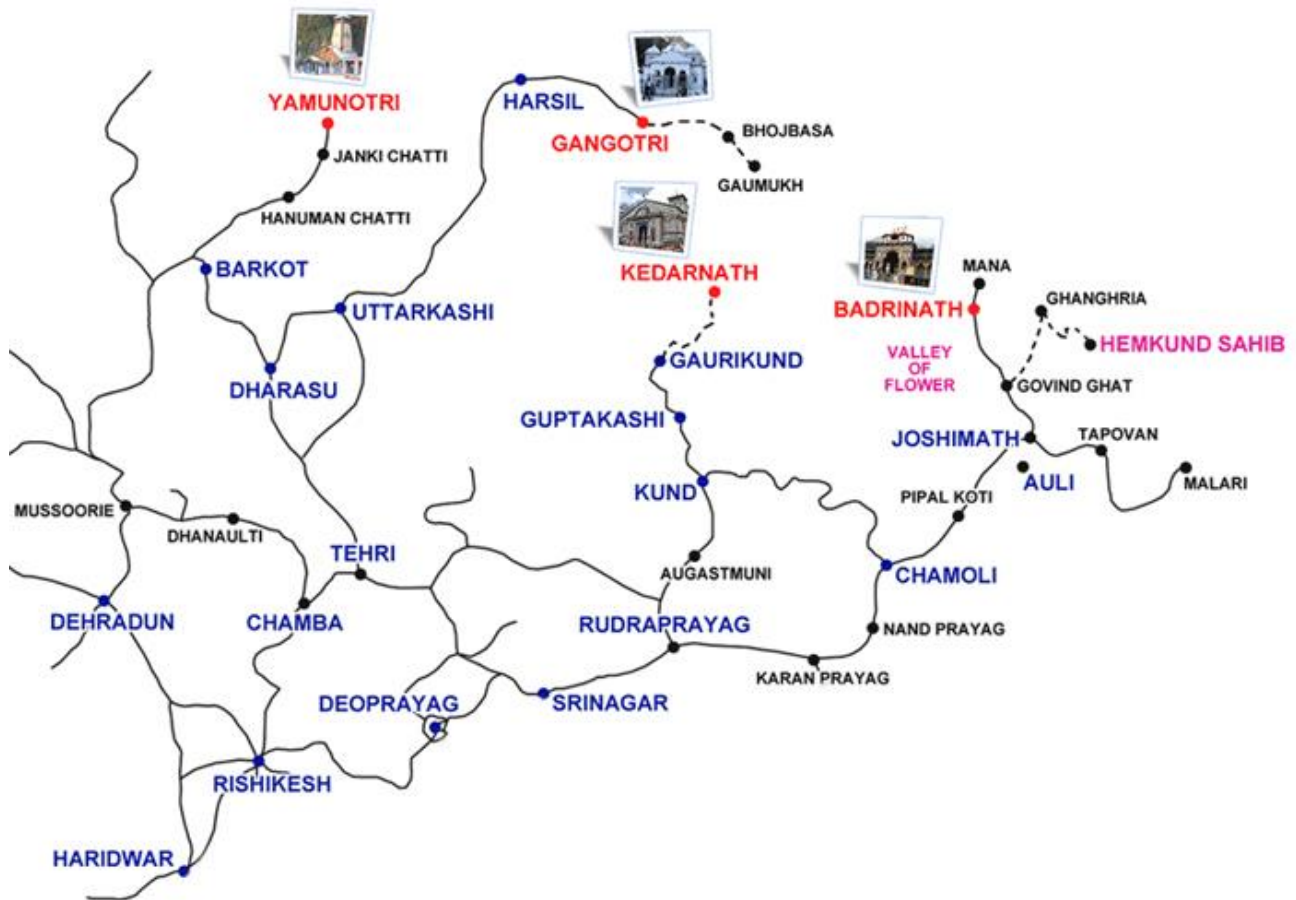 YAMUNOTRI
HARSIL
GANGOTRI
BHOJBASA
JANKI CHATTI
GAUMUKH
HANUMAN CHATTI
BARKOT
KEDARNATH
MANA
UTTARKASHI
BADRINATH
GHANGHRIA
HEMKUND SAHIB
VALLEY
OF
FLOWER
GAURIKUND
DHARASU
GOVIND GHAT
GUPTAKASHI
JOSHIMATH
TAPOVAN
KUND
AULI
MALARI
PIPAL KOTI
MUSSOORIE
DHANAULTI
TEHRI
AUGASTMUNI
CHAMOLI
DEHRADUN
CHAMBA
RUDRAPRAYAG
NAND PRAYAG
KARAN PRAYAG
DEOPRAYAG
SRINAGAR
RISHIKESH
HARIDWAR